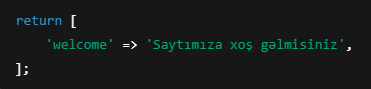 return [
    'welcome' => 'Saytımıza xoş gəlmisiniz',
];